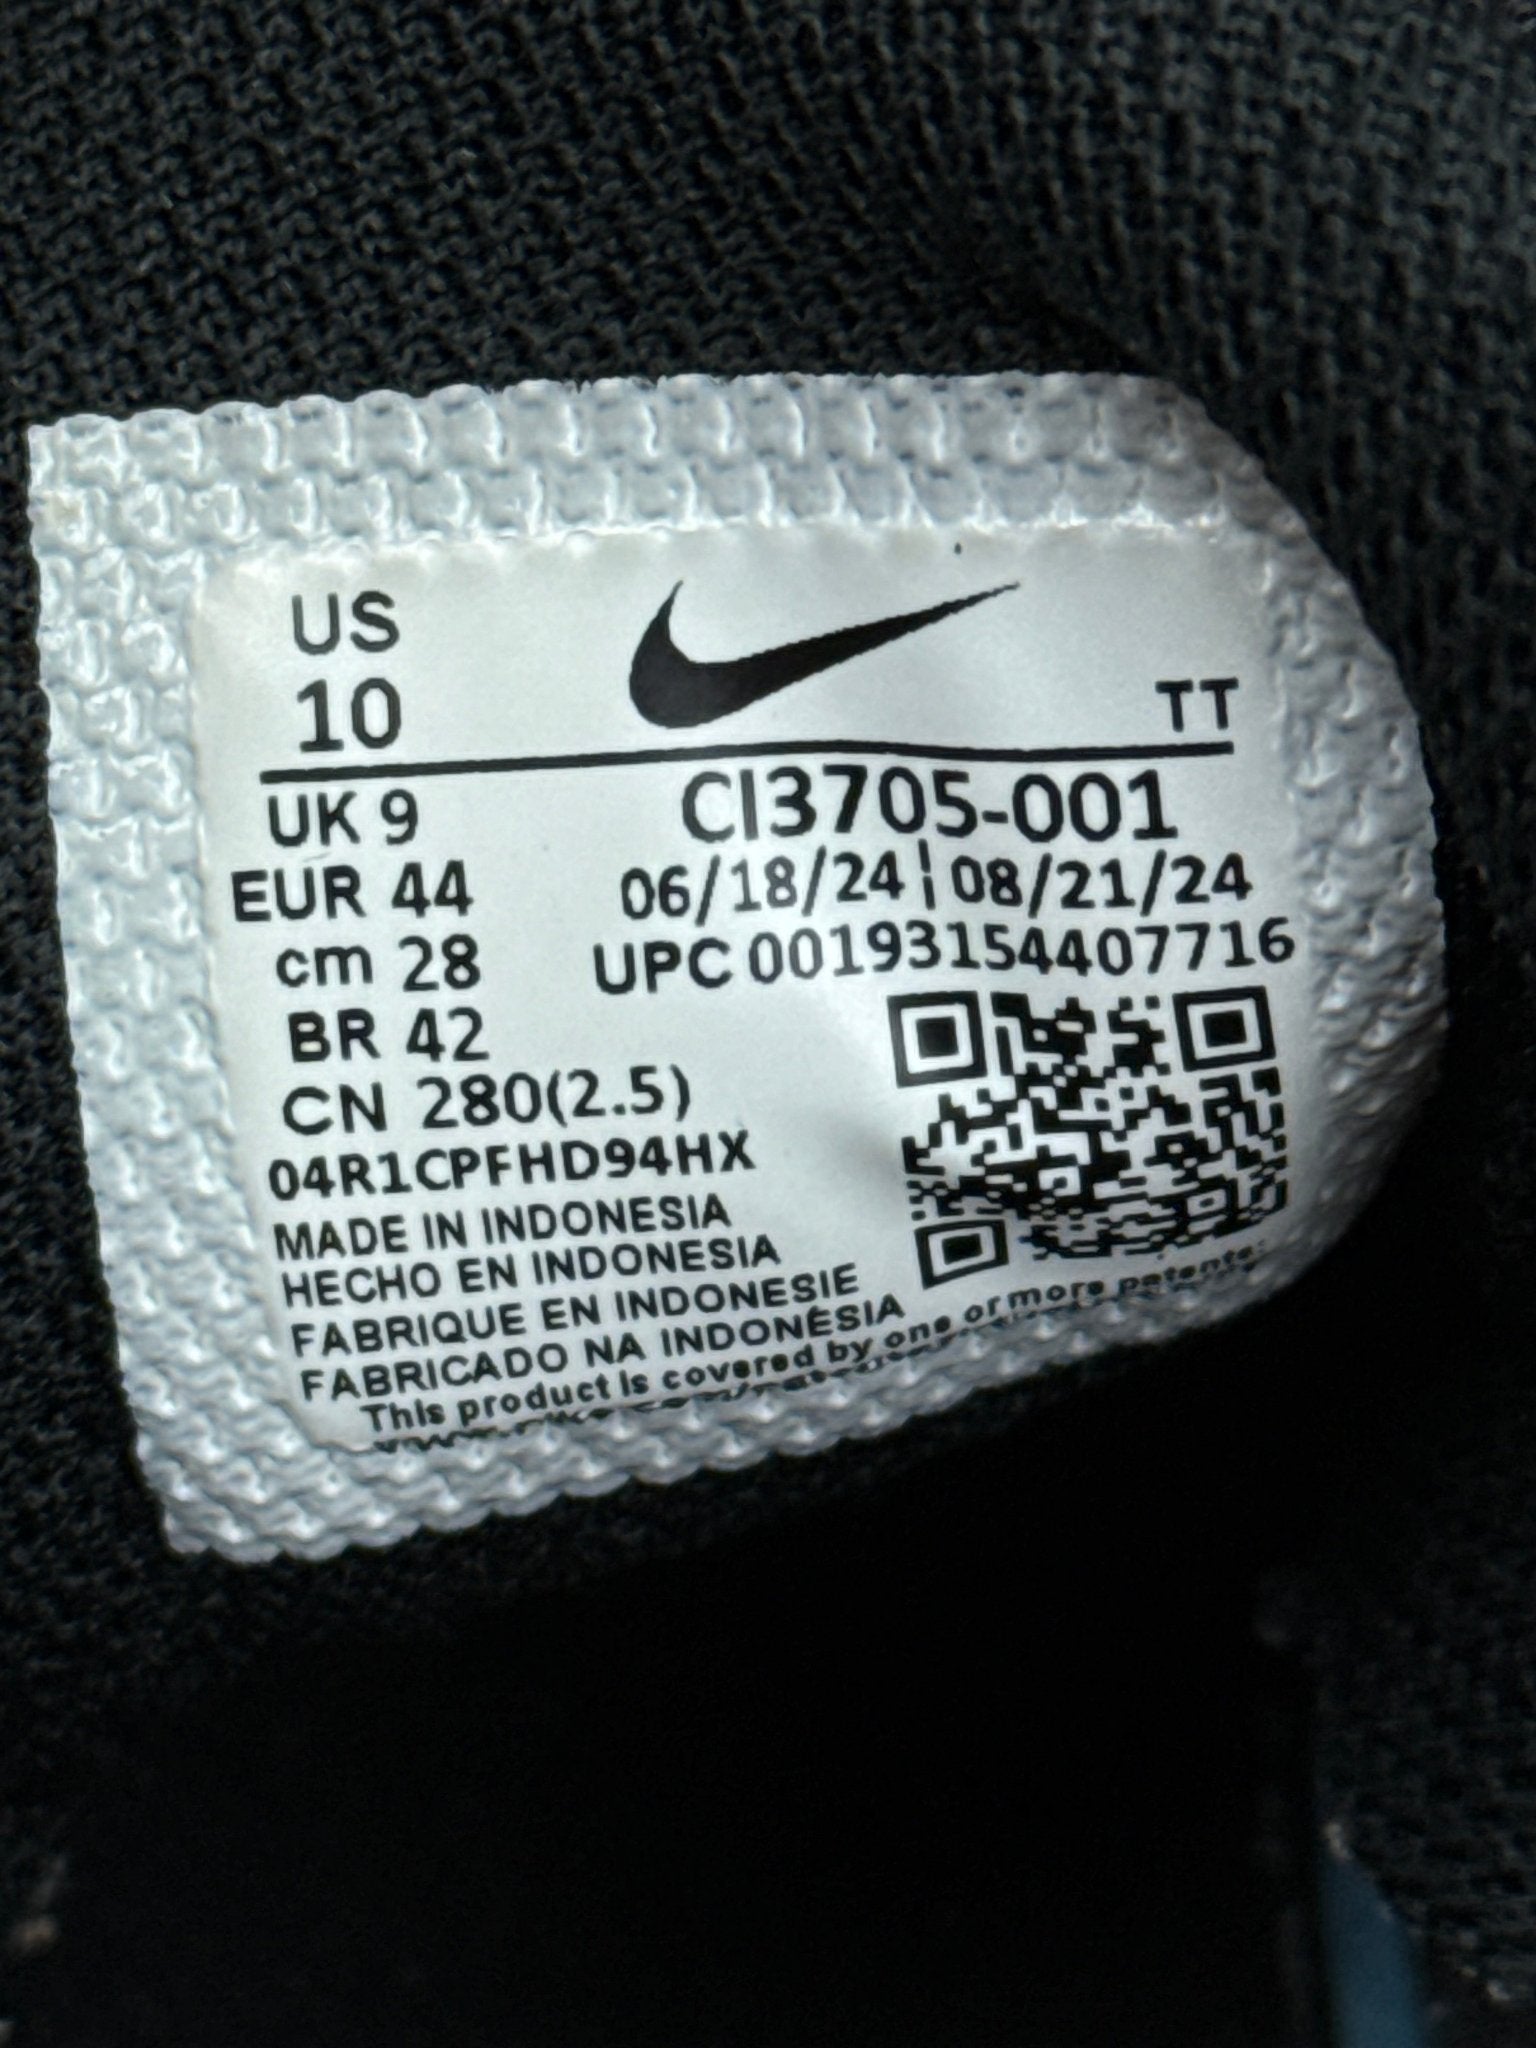 US
10
TT
UK 9
CI3705-001
EUR 44
06/18/24 ¦ 08/21/24
cm 28
UPC 00193154407716
BR 42
CN 280(2.5)
04R1CPFHD94HX
MADE IN INDONESIA
HECHO EN INDONESIA
FABRIQUE EN INDONESIE
FABRICADO NA INDONÉSIA
This product is covered by one or more patents: